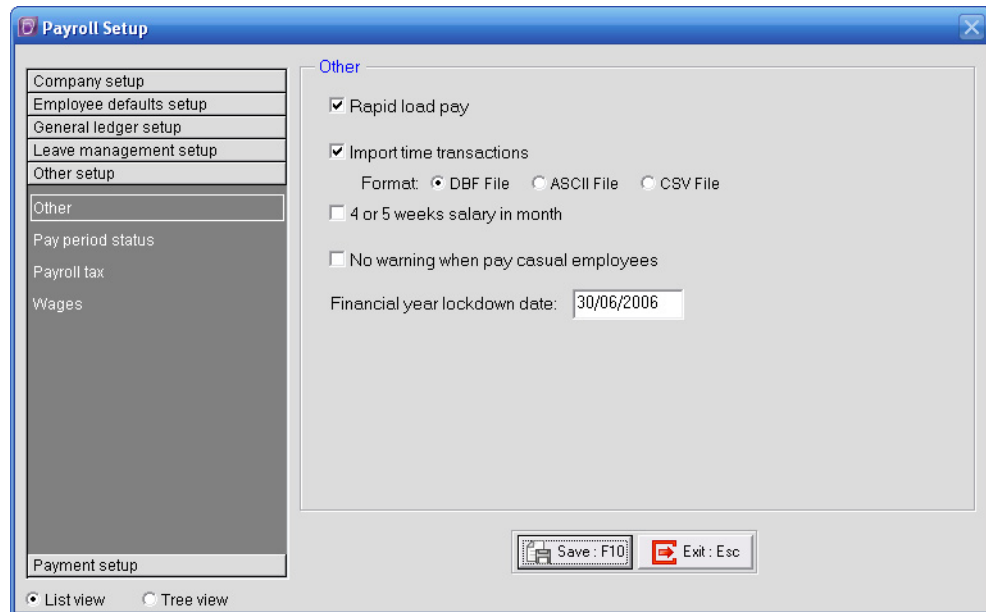 Payroll Setup
Company setup
Employee defaults setup
General ledger setup
Leave management setup
Other setup
Other
Pay period status
Payroll tax
Wages
Payment setup
List view Tree view
Other
Rapid load pay
Import time transactions
Format: DBF File ASCII File CSV File
4 or 5 weeks salary in month
No warning when pay casual employees
Financial year lockdown date: 30/06/2006
Save : F10 Exit : Esc